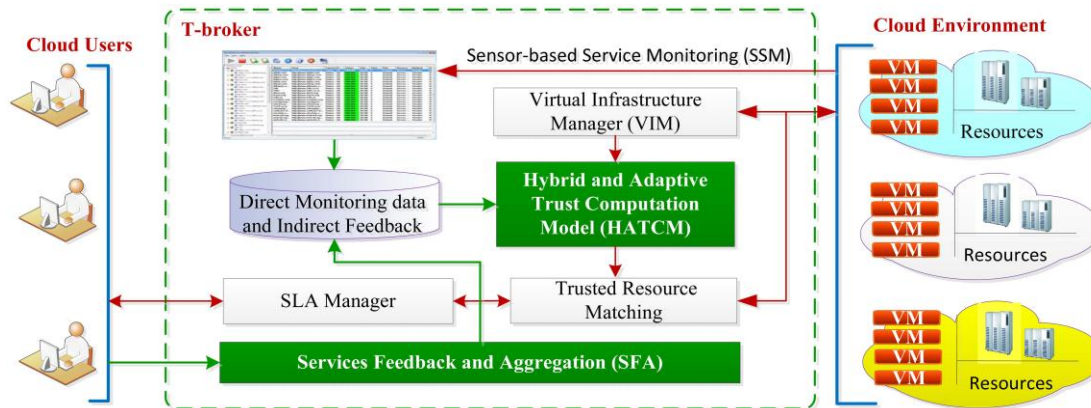 Cloud Users
T-broker
Cloud Environment
Sensor-based Service Monitoring (SSM)
Virtual Infrastructure
Manager (VIM)
Hybrid and Adaptive
Trust Computation
Model (HATCM)
Direct Monitoring data
and Indirect Feedback
SLA Manager
Trusted Resource
Matching
Services Feedback and Aggregation (SFA)
VM
VM
VM
VM
Resources
VM
VM
VM
VM
Resources
VM
VM
VM
VM
Resources